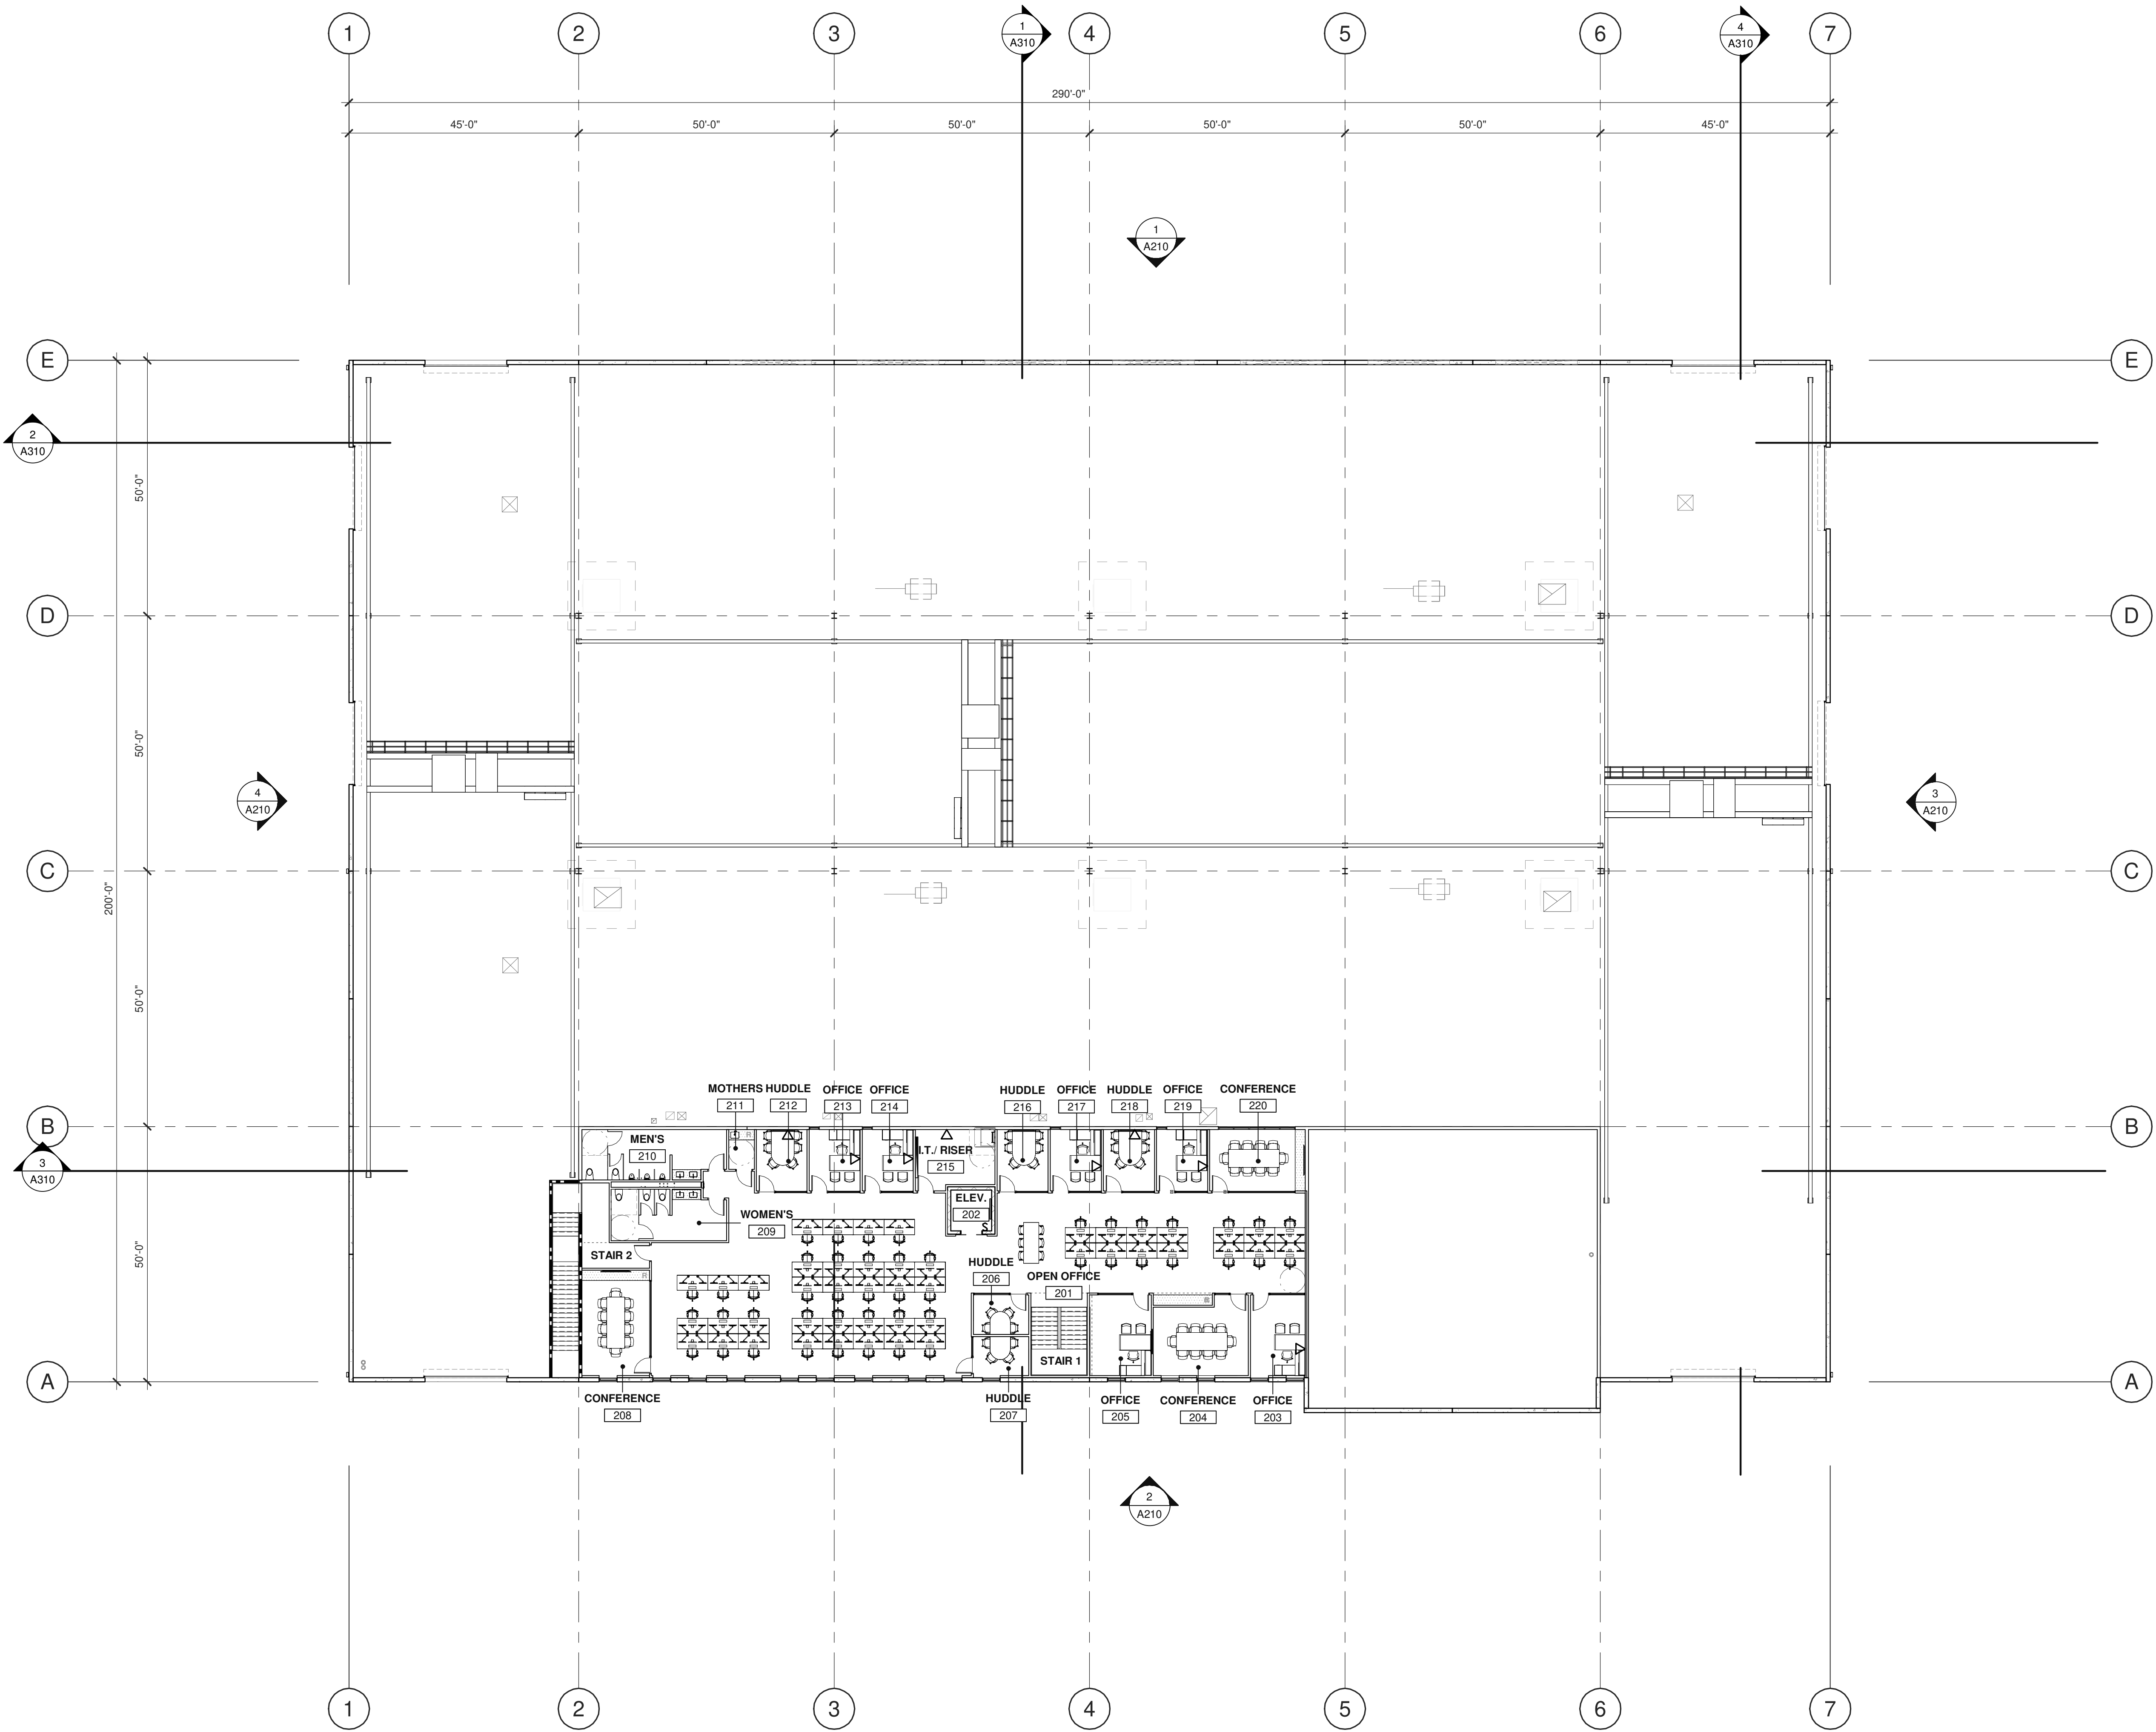 1 2 3 4 5 6 7
1
A310
4
A310
290'-0"
45'-0" 50'-0" 50'-0" 50'-0" 50'-0" 45'-0"
1
A210
E E
2
A310
50'-0"
D D
50'-0"
4
A210
3
A210
C C
200'-0"
50'-0"
MOTHERS HUDDLE OFFICE OFFICE HUDDLE OFFICE HUDDLE OFFICE CONFERENCE
211 212 213 214 216 217 218 219 220
B B
MEN'S
210
R
I.T./ RISER
215
3
A310
ELEV.
202
S
WOMEN'S
209
STAIR 2
50'-0"
R
HUDDLE
206
OPEN OFFICE
201
R
STAIR 1
A A
CONFERENCE
208
HUDDLE
207
OFFICE
205
CONFERENCE
204
OFFICE
203
2
A210
1 2 3 4 5 6 7